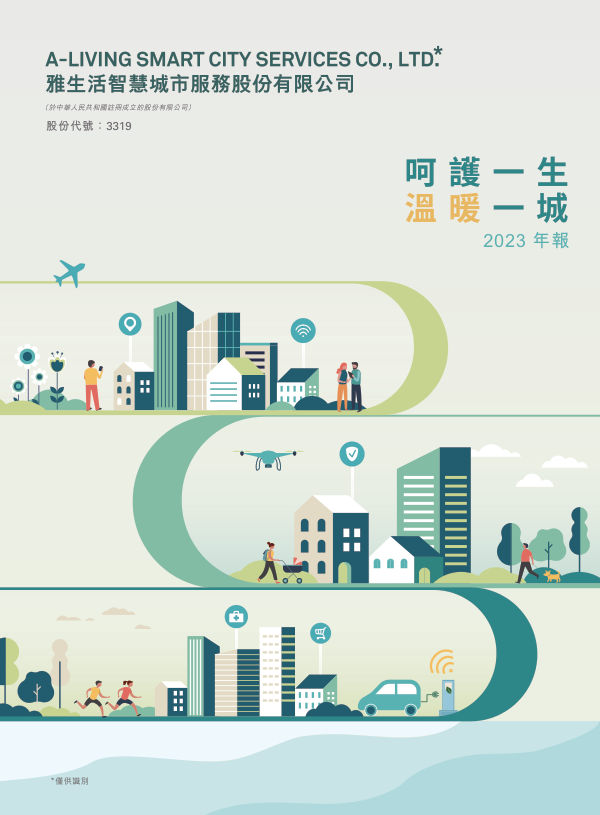 A-LIVING SMART CITY SERVICES CO., LTD.*
雅生活智慧城市服務股份有限公司
(於中華人民共和國註冊成立的股份有限公司)
股份代號：3319
呵護一生
溫暖一城
2023 年報
*僅供識別